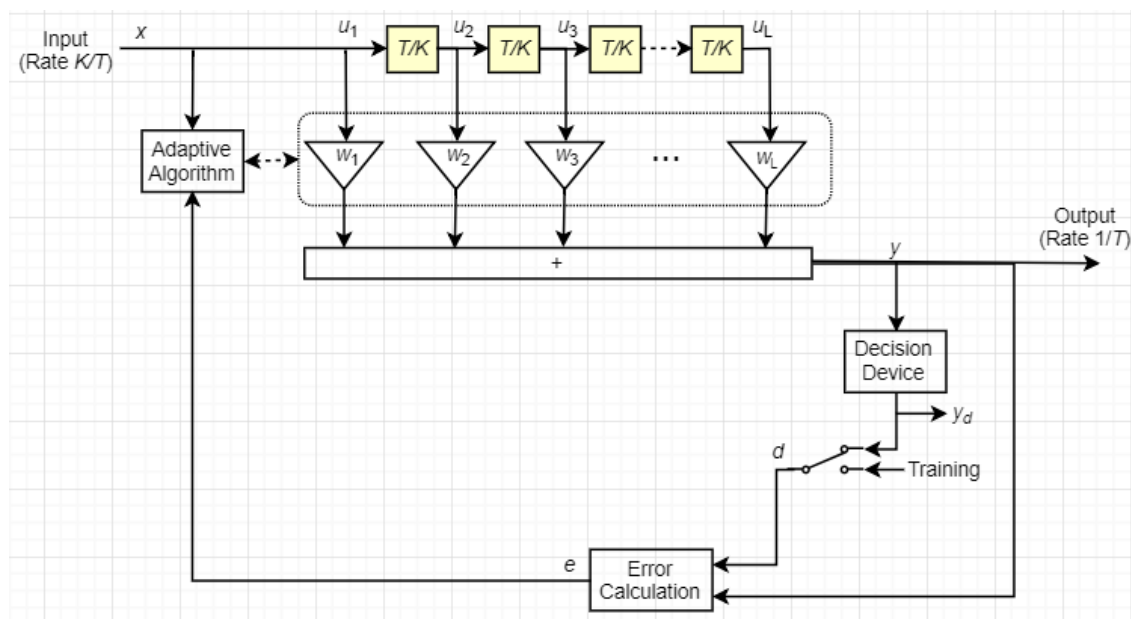 Input
(Rate K/T)
x
u1
T/K
u2
T/K
u3
T/K
T/K
uL
Adaptive
Algorithm
w1
w2
w3
...
wL
+
y
Output
(Rate 1/T)
Decision
Device
yd
d
Training
e
Error
Calculation